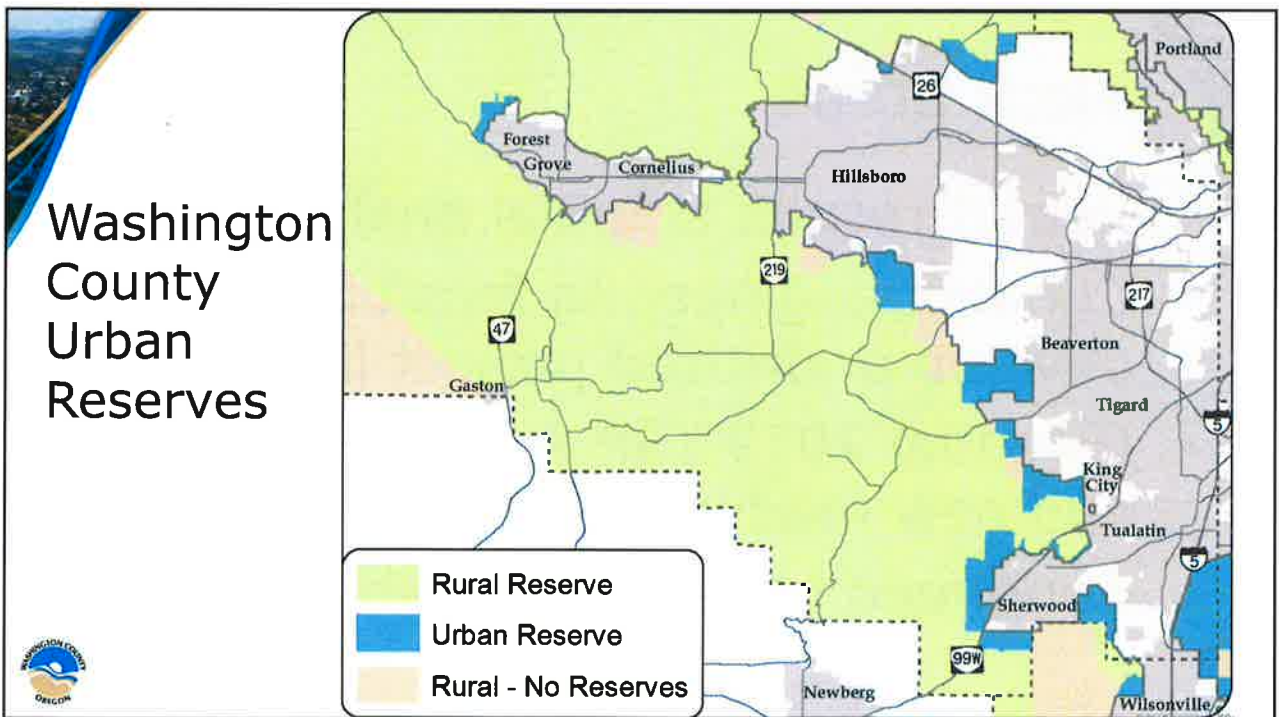 Washington
County
Urban
Reserves
Portland
26
Forest
Grove
Cornelius
Hillsboro
219
217
47
Beaverton
Gaston
Tigard
5
King
City
Tualatin
5
Sherwood
99W
Newberg
Wilsonville
Rural Reserve
Urban Reserve
Rural - No Reserves
WASHINGTON COUNTY
OREGON